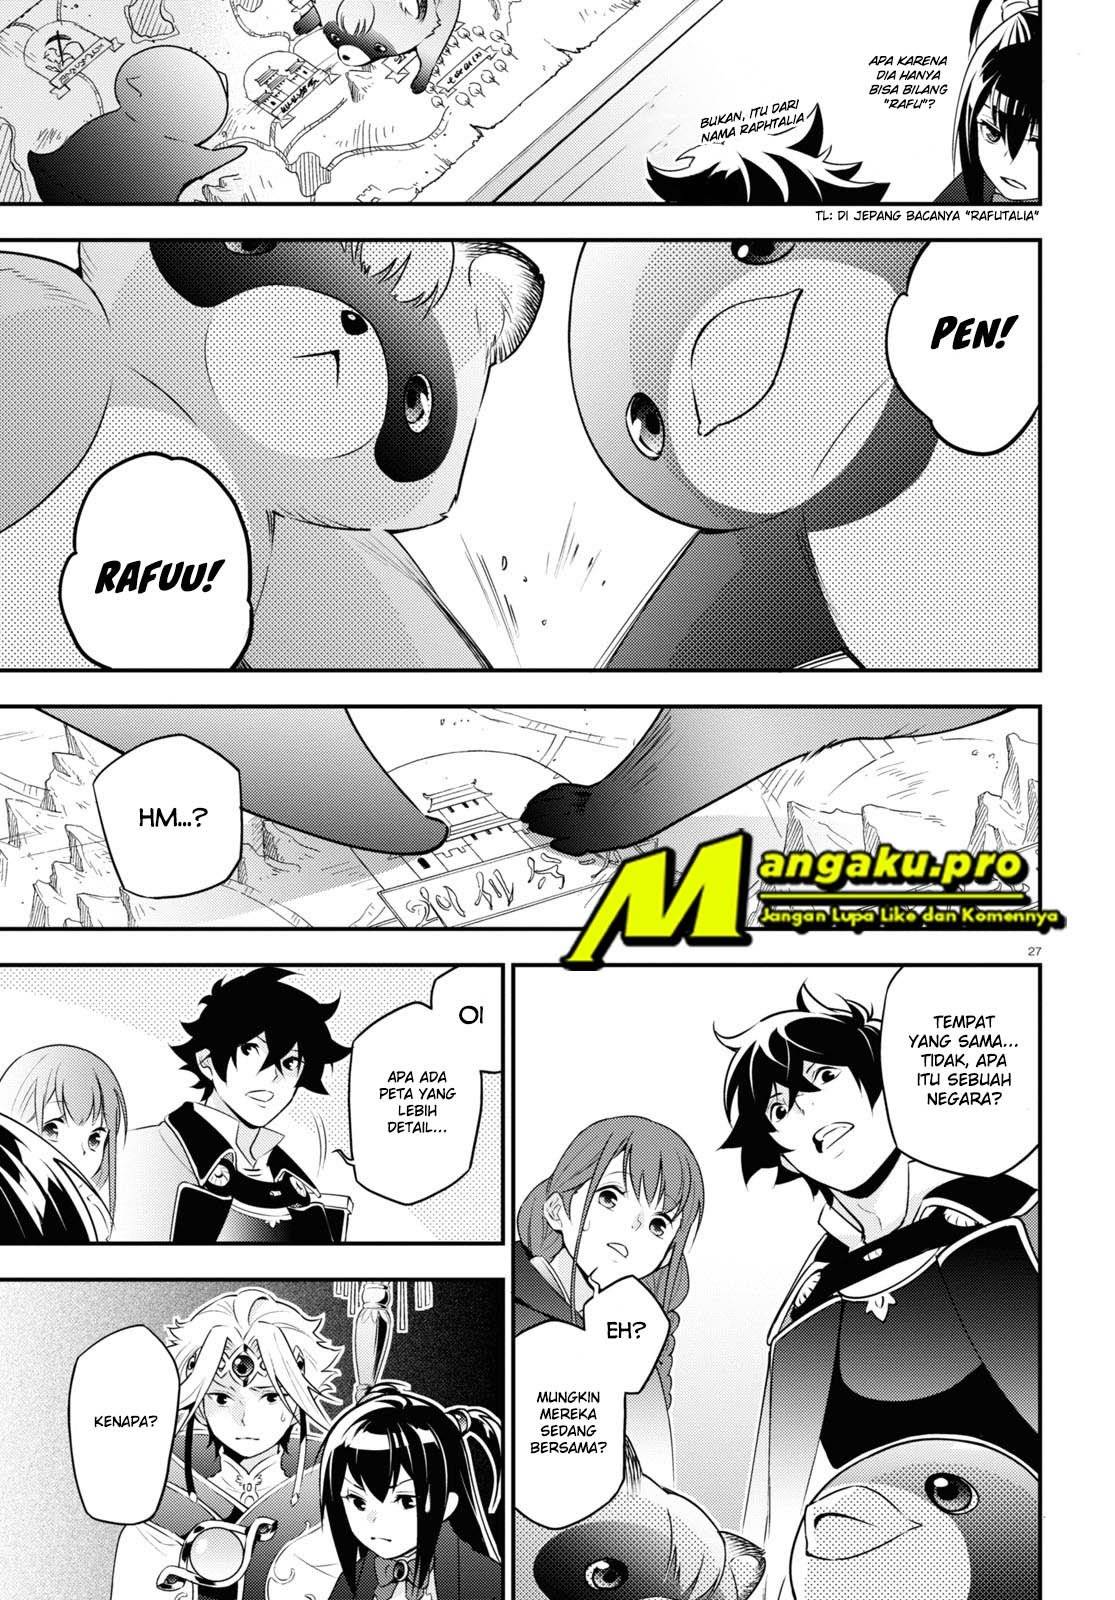 APA KARENA
DIA HANYA
BISA BILANG
"RAFU"?
BUKAN, ITU DARI
NAMA RAPHTALIA
TL: DI JEPANG BACANYA "RAFUTALIA"
PEN!
RAFUU!
HM...?
Mangaku.pro
Jangan Lupa Like dan Komennya
27
TEMPAT
YANG SAMA...
TIDAK, APA
ITU SEBUAH
NEGARA?
EH?
MUNGKIN
MEREKA
SEDANG
BERSAMA?
OI
APA ADA
PETA YANG
LEBIH
DETAIL...
KENAPA?